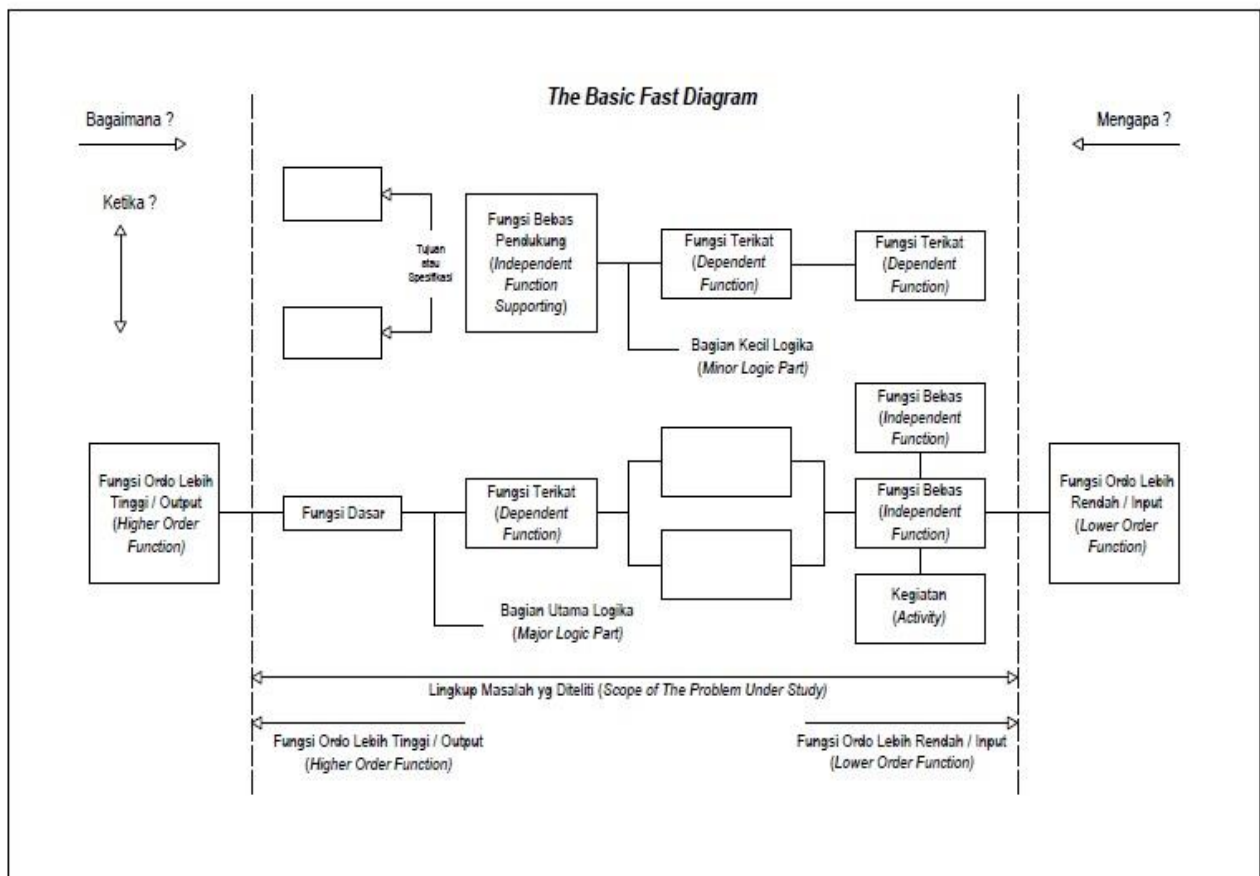 The Basic Fast Diagram
Bagaimana ?
Mengapa ?
Ketika ?
Tujuan
atau
Spesifikasi
Fungsi Bebas
Pendukung
(Independent
Function
Supporting)
Fungsi Terikat
(Dependent
Function)
Fungsi Terikat
(Dependent
Function)
Bagian Kecil Logika
(Minor Logic Part)
Fungsi Bebas
(Independent
Function)
Fungsi Ordo Lebih
Tinggi / Output
(Higher Order
Function)
Fungsi Dasar
Fungsi Terikat
(Dependent
Function)
Fungsi Bebas
(Independent
Function)
Fungsi Ordo Lebih
Rendah / Input
(Lower Order
Function)
Kegiatan
(Activity)
Bagian Utama Logika
(Major Logic Part)
Lingkup Masalah yg Diteliti (Scope of The Problem Under Study)
Fungsi Ordo Lebih Tinggi / Output
(Higher Order Function)
Fungsi Ordo Lebih Rendah / Input
(Lower Order Function)